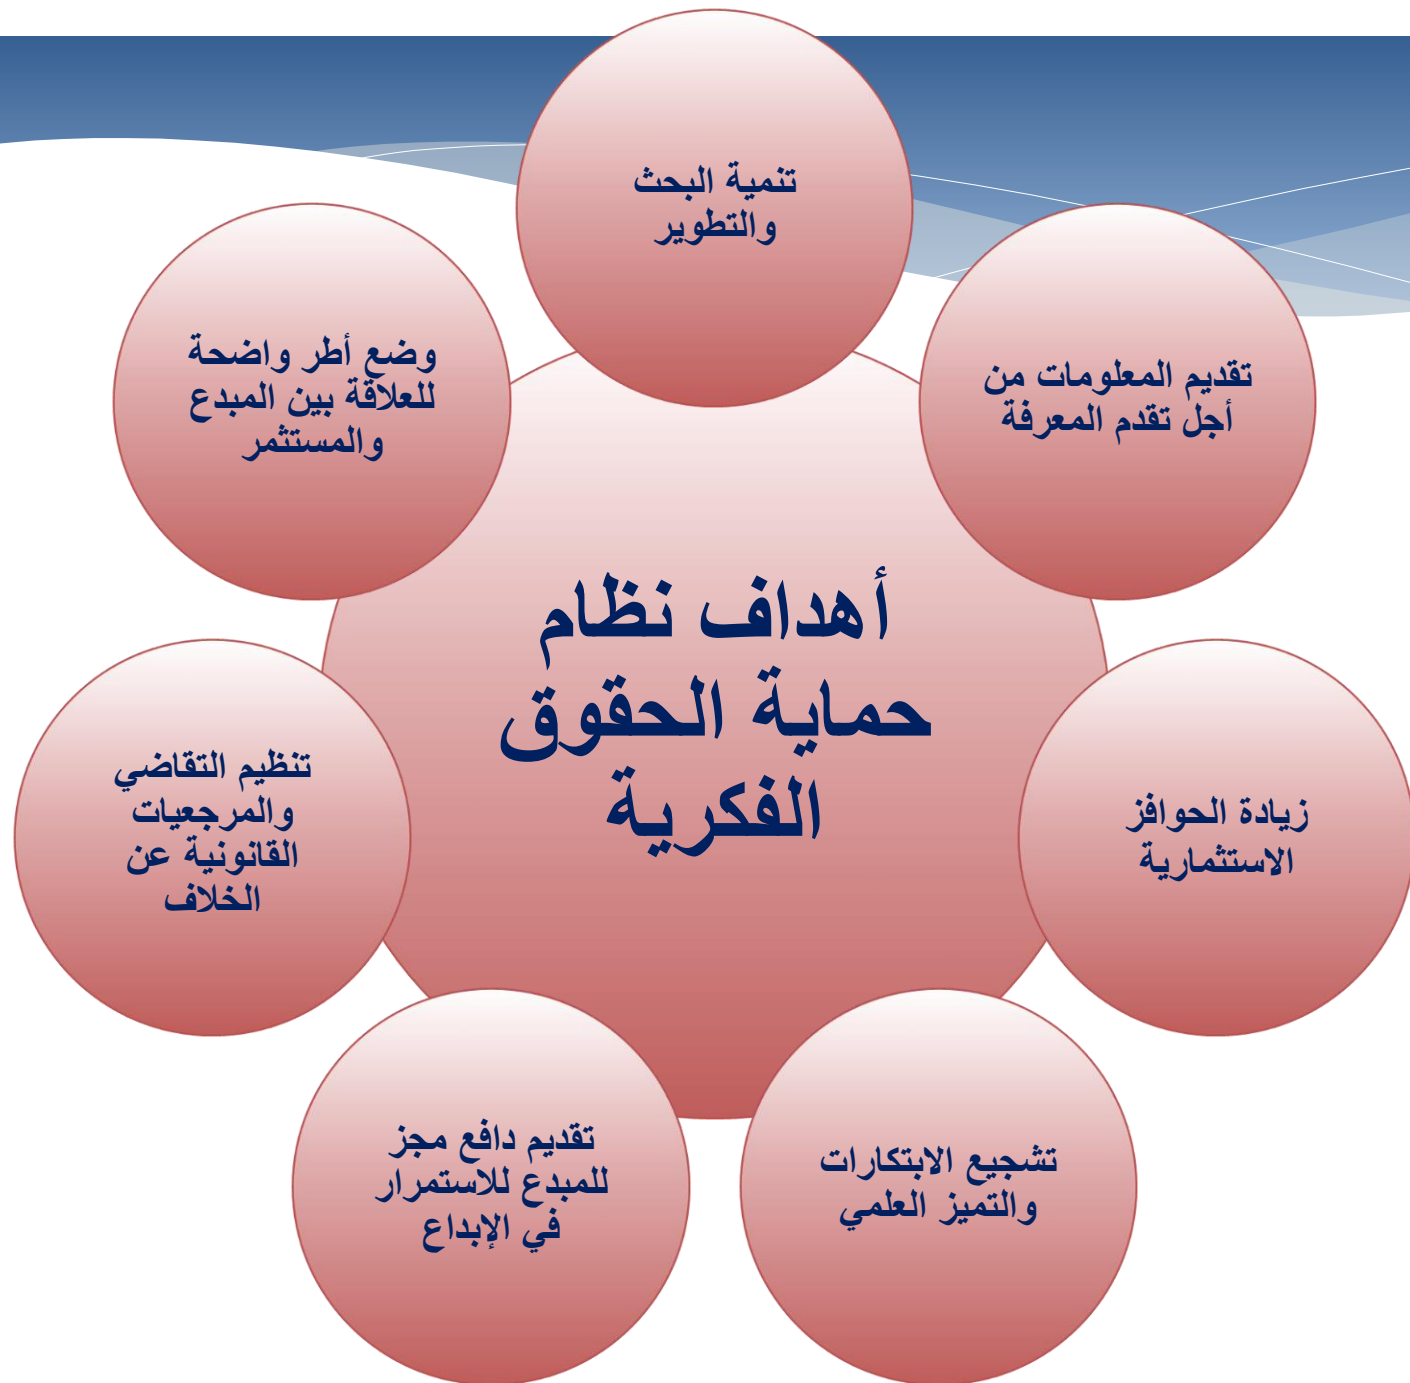 تنمية البحث
والتطوير
تقديم المعلومات من
أجل تقدم المعرفة
زيادة الحوافز
الاستثمارية
تشجيع الابتكارات
والتميز العلمي
تقديم دافع مجز
للمبدع للاستمرار
في الإبداع
تنظيم التقاضي
والمرجعيات
القانونية عن
الخلاف
وضع أطر واضحة
للعلاقة بين المبدع
والمستثمر
أهداف نظام
حماية الحقوق
الفكرية